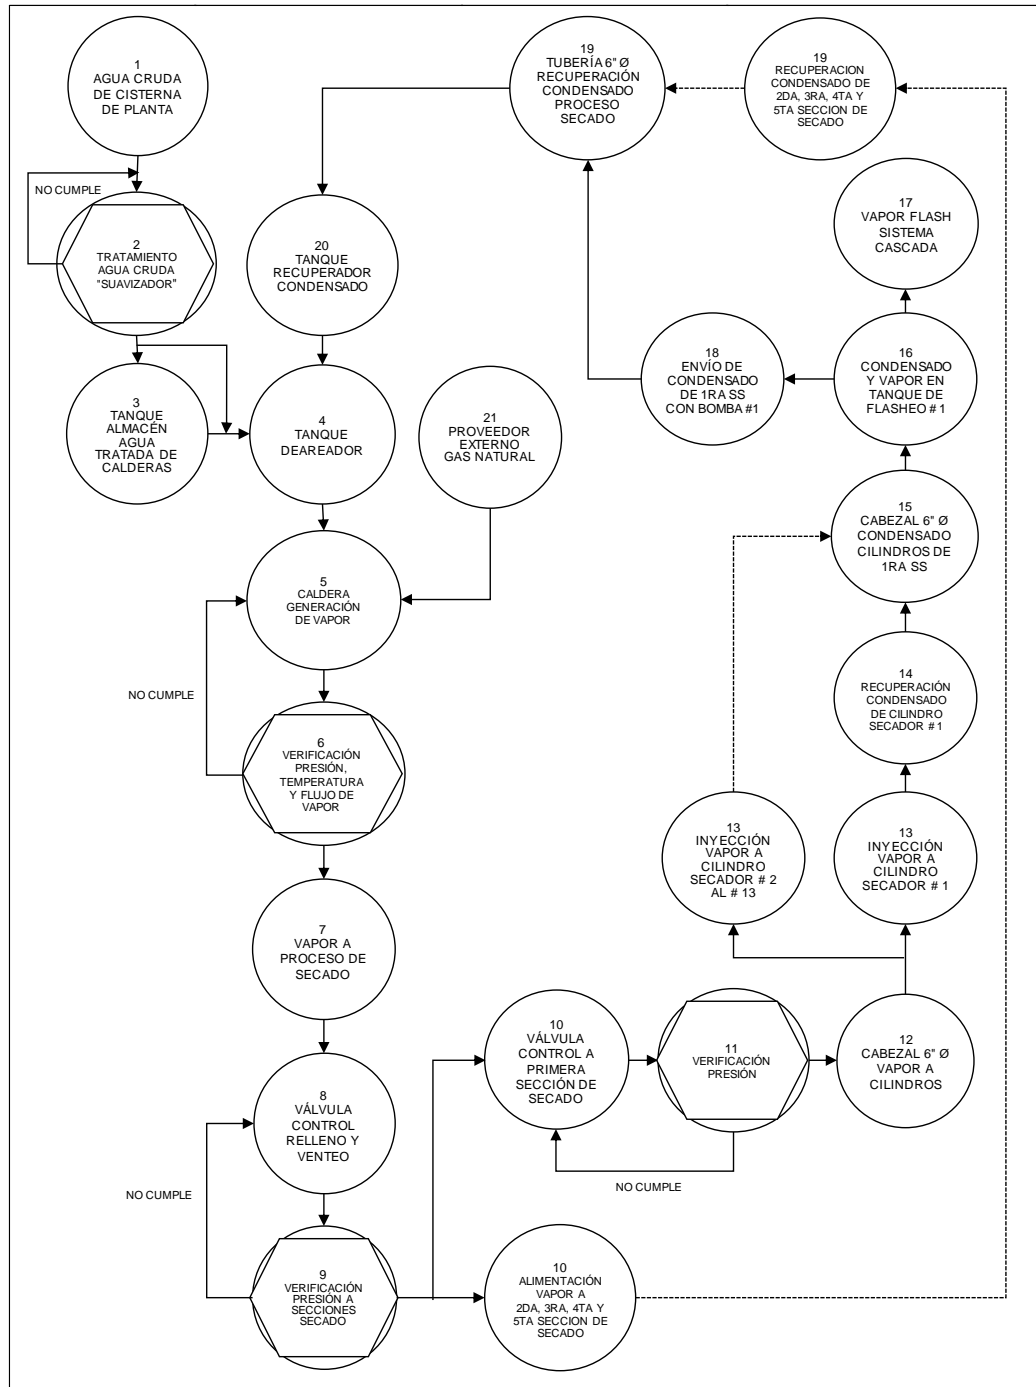 1
AGUA CRUDA
DE CISTERNA
DE PLANTA
NO CUMPLE
2
TRATAMIENTO
AGUA CRUDA
"SUAVIZADOR"
3
TANQUE
ALMACÉN
AGUA
TRATADA DE
CALDERAS
19
TUBERÍA 6" Ø
RECUPERACIÓN
CONDENSADO
PROCESO
SECADO
19
RECUPERACION
CONDENSADO DE
2DA, 3RA, 4TA Y
5TA SECCION DE
SECADO
20
TANQUE
RECUPERADOR
CONDENSADO
4
TANQUE
DEAREADOR
21
PROVEEDOR
EXTERNO
GAS NATURAL
17
VAPOR FLASH
SISTEMA
CASCADA
18
ENVÍO DE
CONDENSADO
DE 1RA SS
CON BOMBA #1
16
CONDENSADO
Y VAPOR EN
TANQUE DE
FLASHEO # 1
15
CABEZAL 6" Ø
CONDENSADO
CILINDROS DE
1RA SS
5
CALDERA
GENERACIÓN
DE VAPOR
NO CUMPLE
6
VERIFICACIÓN
PRESIÓN,
TEMPERATURA
Y FLUJO DE
VAPOR
14
RECUPERACIÓN
CONDENSADO
DE CILINDRO
SECADOR # 1
13
INYECCIÓN
VAPOR A
CILINDRO
SECADOR # 2
AL # 13
13
INYECCIÓN
VAPOR A
CILINDRO
SECADOR # 1
7
VAPOR A
PROCESO DE
SECADO
8
VÁLVULA
CONTROL
RELLENO Y
VENTEO
10
VÁLVULA
CONTROL A
PRIMERA
SECCIÓN DE
SECADO
11
VERIFICACIÓN
PRESIÓN
12
CABEZAL 6" Ø
VAPOR A
CILINDROS
NO CUMPLE
NO CUMPLE
9
VERIFICACIÓN
PRESIÓN A
SECCIONES
SECADO
10
ALIMENTACIÓN
VAPOR A
2DA, 3RA, 4TA Y
5TA SECCION DE
SECADO